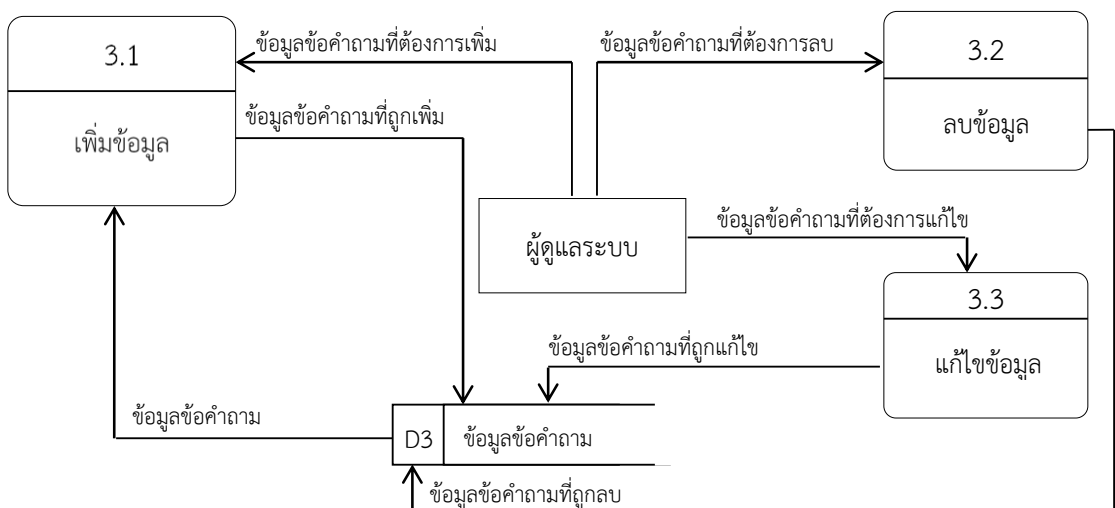 3.1
ข้อมูลข้อคำถามที่ต้องการเพิ่ม
ข้อมูลข้อคำถามที่ต้องการลบ
3.2
เพิ่มข้อมูล
ข้อมูลข้อคำถามที่ถูกเพิ่ม
ลบข้อมูล
ผู้ดูแลระบบ
ข้อมูลข้อคำถามที่ต้องการแก้ไข
3.3
ข้อมูลข้อคำถามที่ถูกแก้ไข
แก้ไขข้อมูล
ข้อมูลข้อคำถาม
D3
ข้อมูลข้อคำถาม
ข้อมูลข้อคำถามที่ถูกลบ